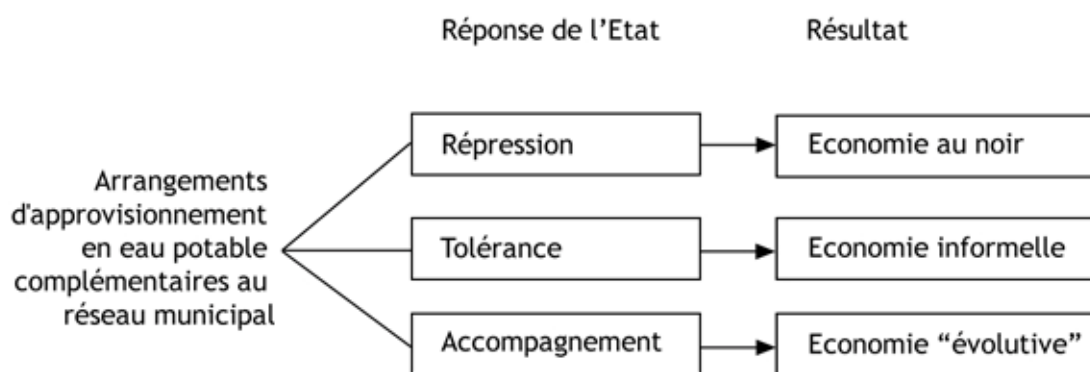 Réponse de l’Etat
Résultat
Arrangements
d'approvisionnement
en eau potable
complémentaires au
réseau municipal
Répression
Economie au noir
Tolérance
Economie informelle
Accompagnement
Economie “évolutive”